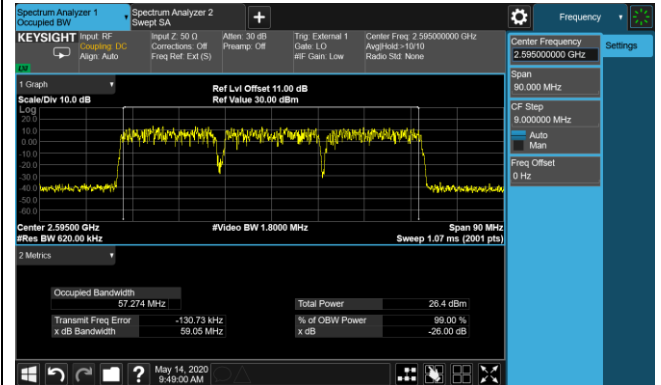 Spectrum Analyzer 1
Occupied BW
Spectrum Analyzer 2
Swept SA
+
Frequency
KEYSIGHT
Input: RF
Coupling: DC
Align: Auto
Input Z: 50 Ω
Corrections: Off
Freq Ref: Ext (S)
Atten: 30 dB
Preamp: Off
Trig: External 1
Gate: LO
#IF Gain: Low
Center Freq: 2.595000000 GHz
Avg|Hold:>10/10
Radio Std: None
Center Frequency
2.595000000 GHz
Settings
Span
90.000 MHz
CF Step
9.000000 MHz
Auto
Man
Freq Offset
0 Hz
1 Graph
Scale/Div 10.0 dB
Ref Lvl Offset 11.00 dB
Ref Value 30.00 dBm
Log
20.0
10.0
0.00
-10.0
-20.0
-30.0
-40.0
-50.0
-60.0
Center 2.59500 GHz
#Res BW 620.00 kHz
#Video BW 1.8000 MHz
Span 90 MHz
Sweep 1.07 ms (2001 pts)
2 Metrics
Occupied Bandwidth
57.274 MHz
Total Power 26.4 dBm
Transmit Freq Error -130.73 kHz
% of OBW Power 99.00 %
x dB Bandwidth 59.05 MHz
x dB -26.00 dB
?
May 14, 2020
9:49:00 AM